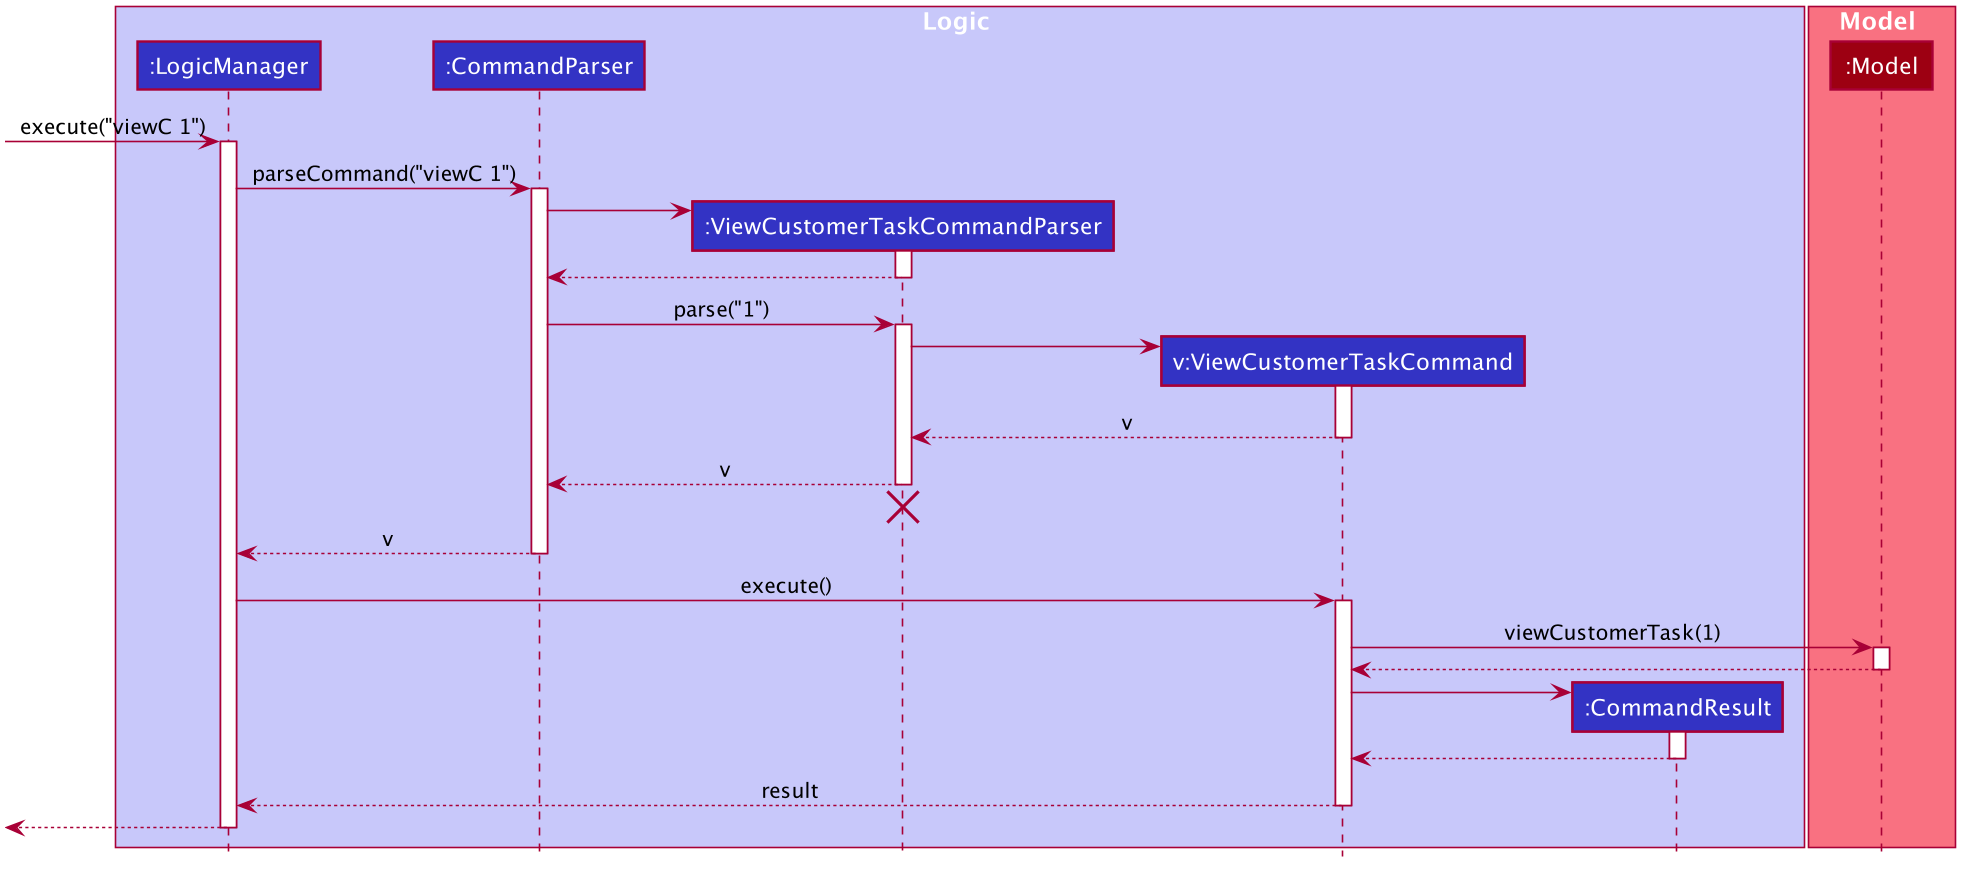 Logic
Model
:LogicManager
:CommandParser
:Model
execute("viewC 1")
parseCommand("viewC 1")
:ViewCustomerTaskCommandParser
parse("1")
v:ViewCustomerTaskCommand
v
v
v
execute()
viewCustomerTask(1)
:CommandResult
result